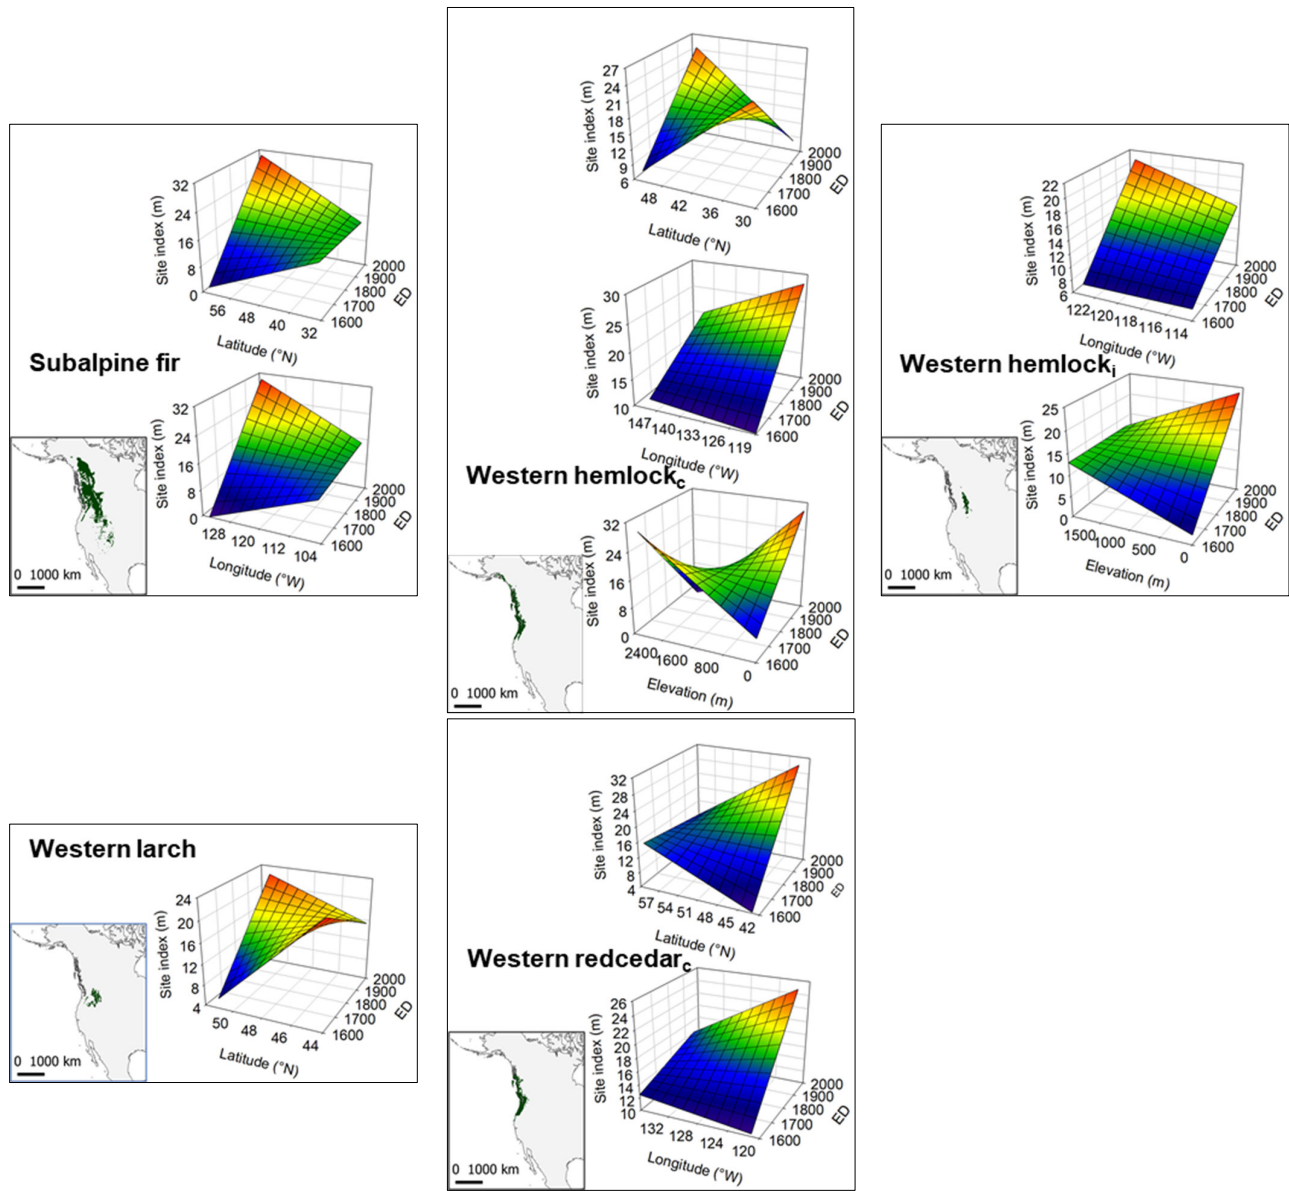 Subalpine fir
Site index (m)
32
24
16
8
0
56 48 40 32
Latitude (°N)
1600
1700
1800
1900
2000
ED
Site index (m)
32
24
16
8
0
128 120 112 104
Longitude (°W)
1600
1700
1800
1900
2000
ED
0 1000 km
Western hemlockc
Site index (m)
27
24
21
18
15
12
9
6
48 42 36 30
Latitude (°N)
1600
1700
1800
1900
2000
ED
Site index (m)
30
25
20
15
10
147 140 133 126 119
Longitude (°W)
1600
1700
1800
1900
2000
ED
Site index (m)
32
24
16
8
0
2400 1600 800 0
Elevation (m)
1600
1700
1800
1900
2000
ED
0 1000 km
Western hemlocki
Site index (m)
22
20
18
16
14
12
10
8
6
122 120 118 116 114
Longitude (°W)
1600
1700
1800
1900
2000
ED
Site index (m)
25
20
15
10
5
0
1500 1000 500 0
Elevation (m)
1600
1700
1800
1900
2000
ED
0 1000 km
Western larch
Site index (m)
24
20
16
12
8
4
50 48 46 44
Latitude (°N)
1600
1700
1800
1900
2000
ED
0 1000 km
Western redcedarc
Site index (m)
32
28
24
20
16
12
8
4
57 54 51 48 45 42
Latitude (°N)
1600
1700
1800
1900
2000
ED
Site index (m)
26
24
22
20
18
16
14
12
10
132 128 124 120
Longitude (°W)
1600
1700
1800
1900
2000
ED
0 1000 km